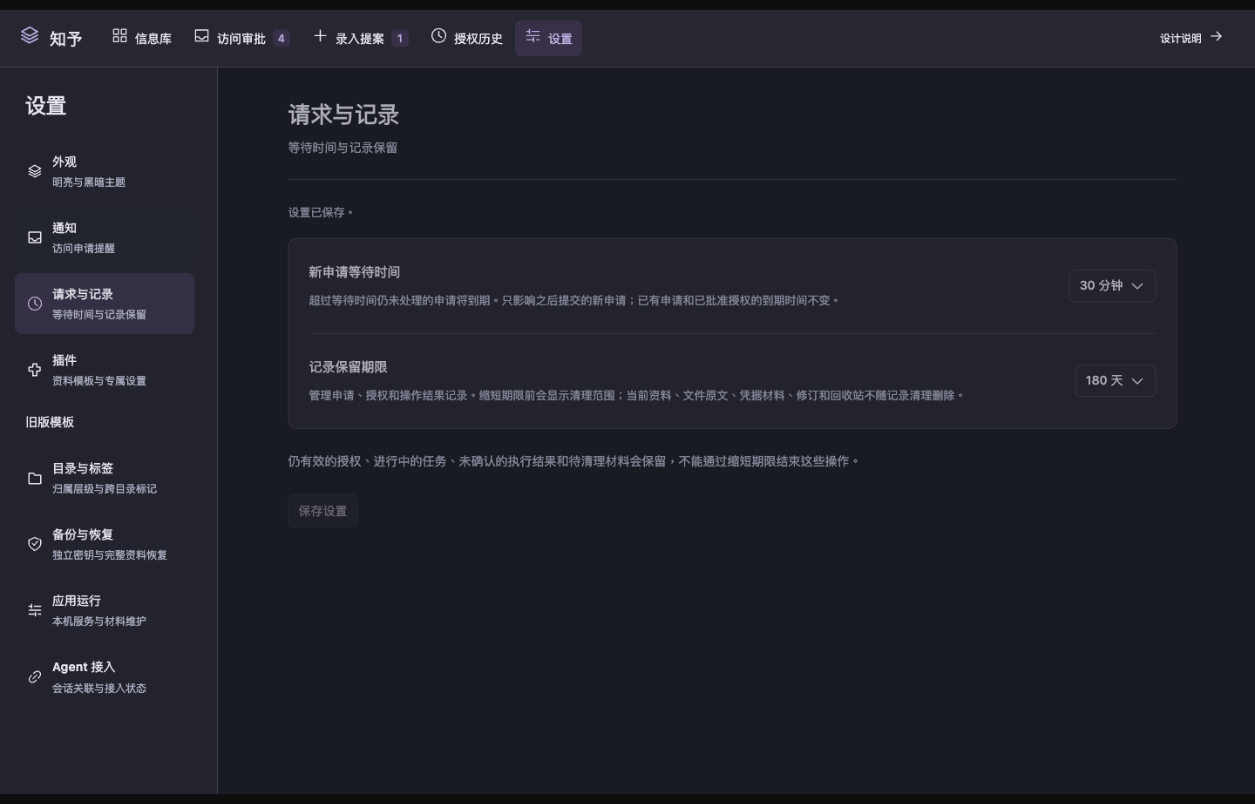 知予
信息库
访问审批 4
录入提案 1
授权历史
设置
设计说明
设置
外观
明亮与黑暗主题
通知
访问申请提醒
请求与记录
等待时间与记录保留
插件
资料模板与专属设置
旧版模板
目录与标签
归属层级与跨目录标记
备份与恢复
独立密钥与完整资料恢复
应用运行
本机服务与材料维护
Agent 接入
会话关联与接入状态
请求与记录
等待时间与记录保留
设置已保存。
新申请等待时间
超过等待时间仍未处理的申请将到期。只影响之后提交的新申请；已有申请和已批准授权的到期时间不变。
30 分钟
记录保留期限
管理申请、授权和操作结果记录。缩短期限前会显示清理范围；当前资料、文件原文、凭据材料、修订和回收站不随记录清理删除。
180 天
仍有效的授权、进行中的任务、未确认的执行结果和待清理材料会保留，不能通过缩短期限结束这些操作。
保存设置